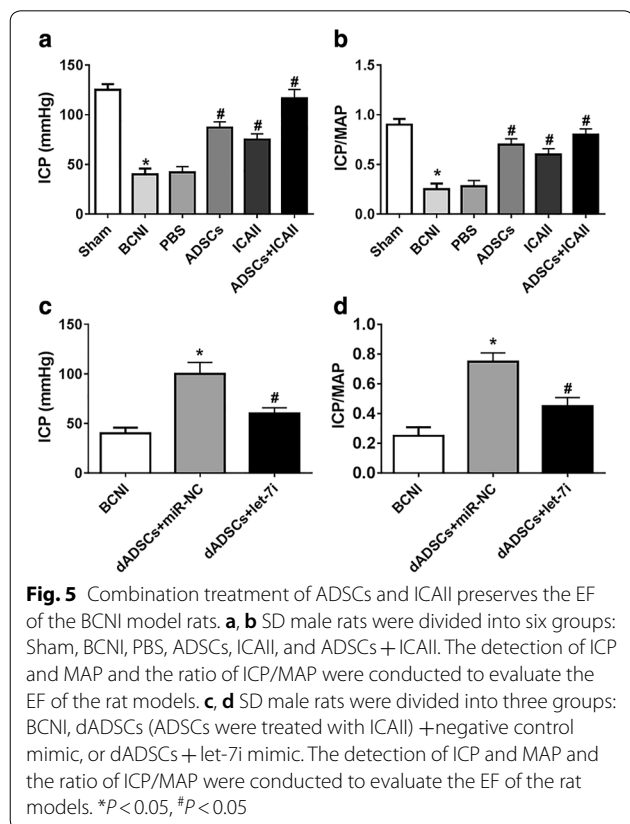 a
b
ICP (mmHg)
150
100
50
0
*
#
#
#
Sham
BCNI
PBS
ADSCs
ICAII
ADSCs+ICAII
ICP/MAP
1.5
1.0
0.5
0.0
*
#
#
#
Sham
BCNI
PBS
ADSCs
ICAII
ADSCs+ICAII
c
d
ICP (mmHg)
150
100
50
0
*
#
BCNI
dADSCs+miR-NC
dADSCs+let-7i
ICP/MAP
1.0
0.8
0.6
0.4
0.2
0.0
*
#
BCNI
dADSCs+miR-NC
dADSCs+let-7i
Fig. 5 Combination treatment of ADSCs and ICAII preserves the EF
of the BCNI model rats. a, b SD male rats were divided into six groups:
Sham, BCNI, PBS, ADSCs, ICAII, and ADSCs + ICAII. The detection of ICP
and MAP and the ratio of ICP/MAP were conducted to evaluate the
EF of the rat models. c, d SD male rats were divided into three groups:
BCNI, dADSCs (ADSCs were treated with ICAII) +negative control
mimic, or dADSCs + let-7i mimic. The detection of ICP and MAP and
the ratio of ICP/MAP were conducted to evaluate the EF of the rat
models. *P < 0.05, #P < 0.05